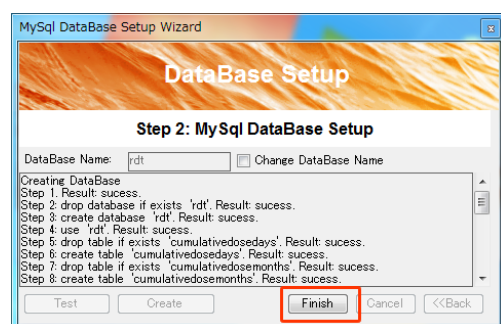 MySql DataBase Setup Wizard
DataBase Setup
Step 2: MySql DataBase Setup
DataBase Name: rdt Change DataBase Name
Creating DataBase
Step 1. Result: sucess.
Step 2: drop database if exists 'rdt'. Result: sucess.
Step 3: create database 'rdt'. Result: sucess.
Step 4: use 'rdt'. Result: sucess.
Step 5: drop table if exists 'cumulativedosedays'. Result: sucess.
Step 6: create table 'cumulativedosedays'. Result: sucess.
Step 7: drop table if exists 'cumulativedosemonths'. Result: sucess.
Step 8: create table 'cumulativedosemonths'. Result: sucess.
Test Create Finish Cancel <<Back